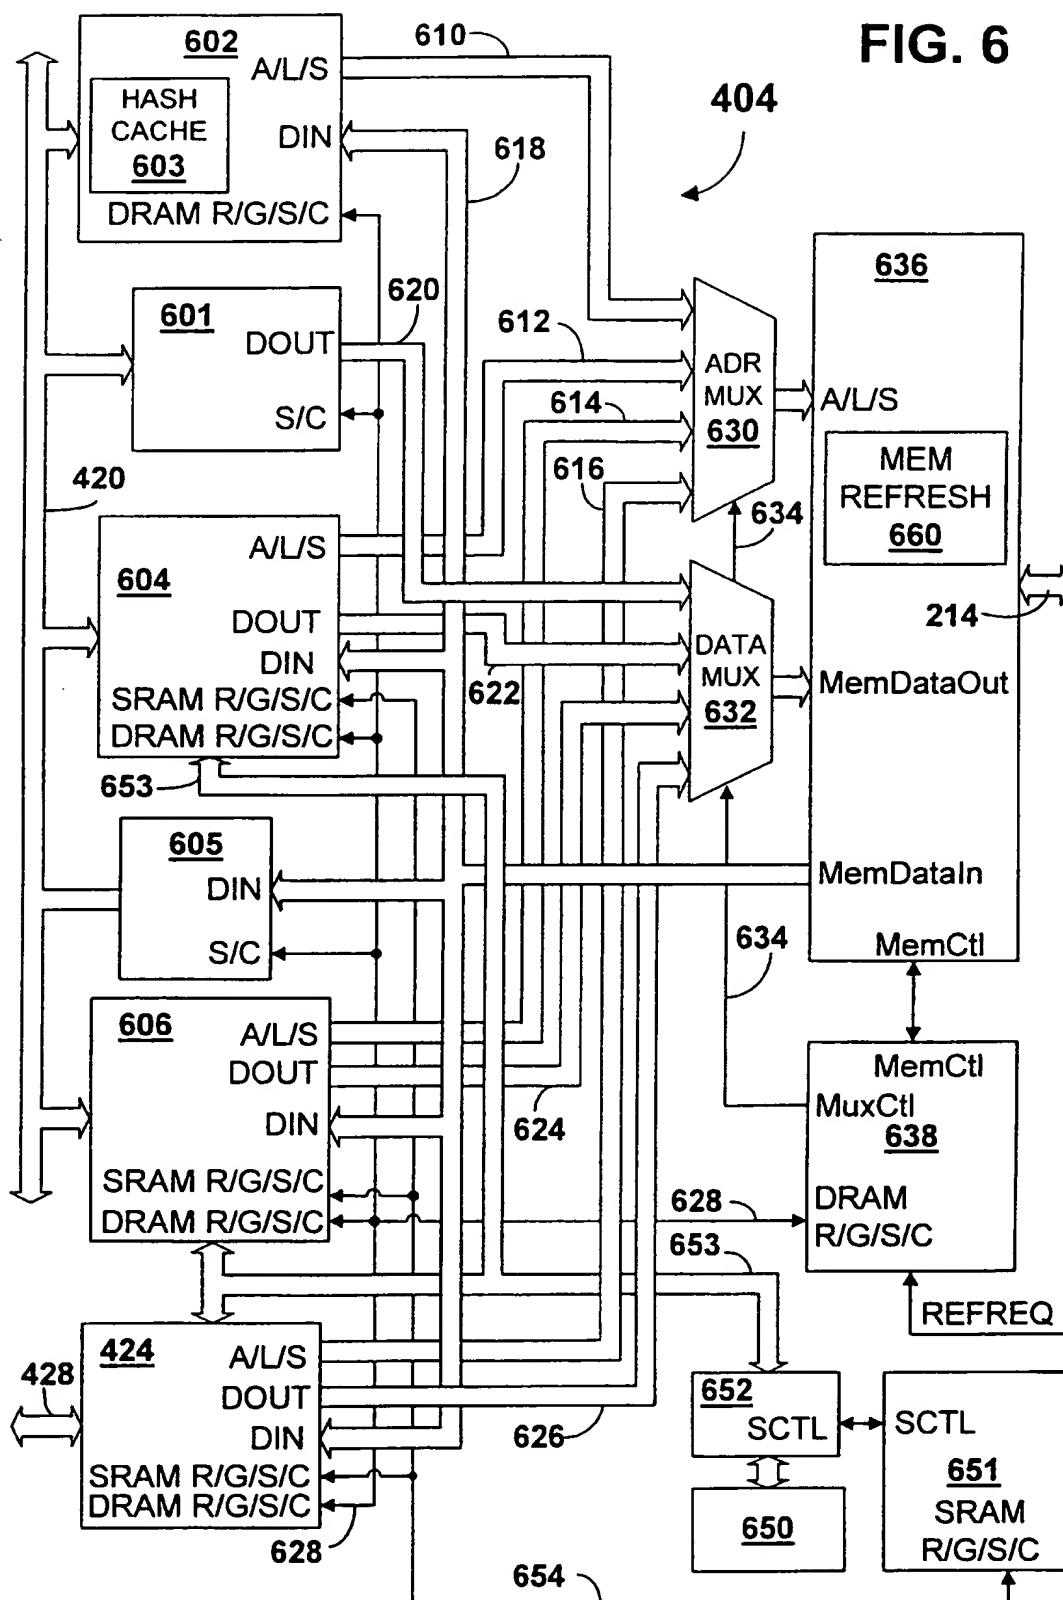 FIG. 6
404
602
A/L/S
HASH
CACHE
603
DIN
DRAM R/G/S/C
610
618
601
DOUT
S/C
620
612
614
616
ADR
MUX
630
634
636
A/L/S
MEM
REFRESH
660
214
MemDataOut
MemDataIn
MemCtl
420
604
A/L/S
DOUT
DIN
SRAM R/G/S/C
DRAM R/G/S/C
622
DATA
MUX
632
653
605
DIN
S/C
634
606
A/L/S
DOUT
DIN
SRAM R/G/S/C
DRAM R/G/S/C
624
MemCtl
MuxCtl
638
DRAM
R/G/S/C
628
653
REFREQ
424
A/L/S
DOUT
DIN
SRAM R/G/S/C
DRAM R/G/S/C
428
626
628
652
SCTL
650
SCTL
651
SRAM
R/G/S/C
654